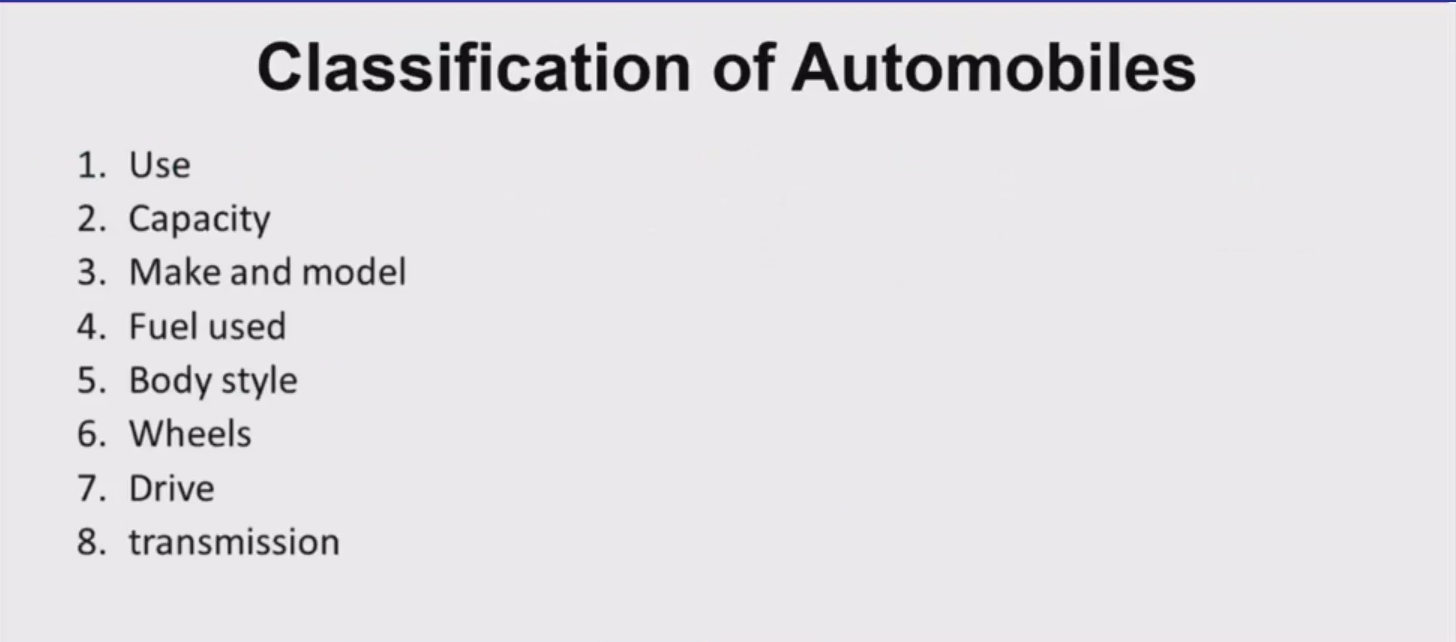 Classification of Automobiles
1. Use
2. Capacity
3. Make and model
4. Fuel used
5. Body style
6. Wheels
7. Drive
8. transmission